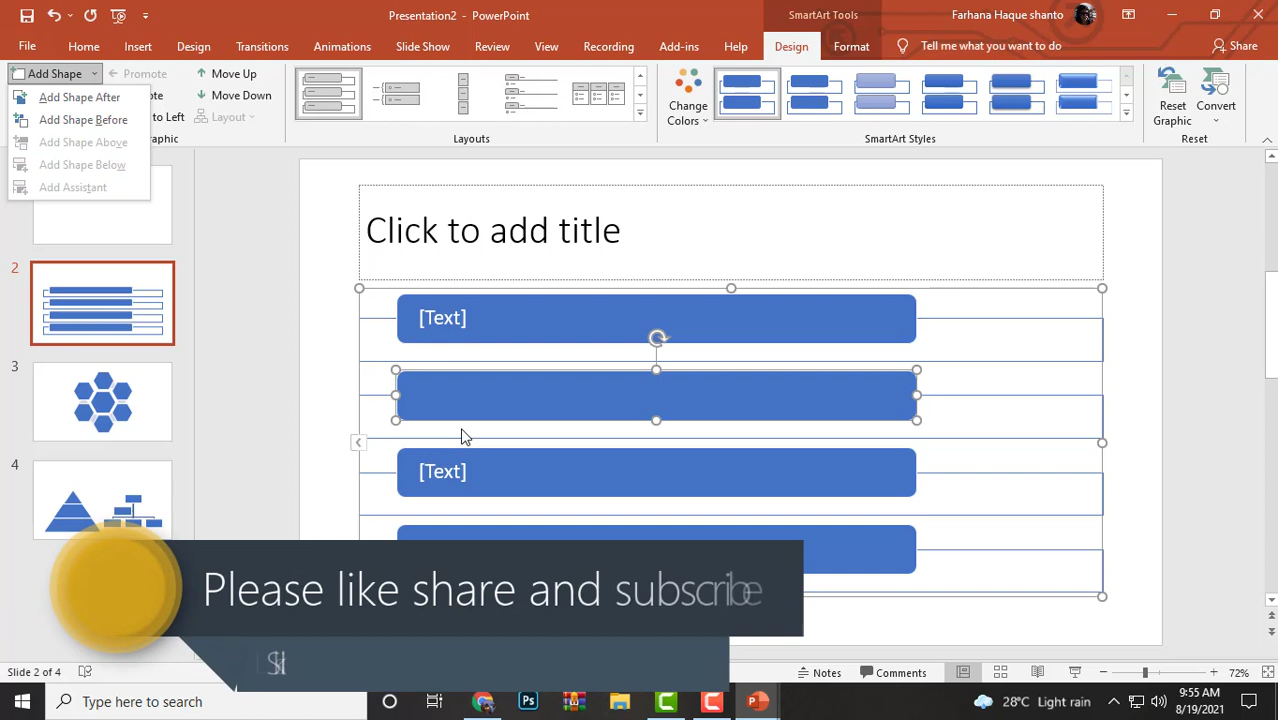 Presentation2 - PowerPoint
SmartArt Tools
Farhana Haque shanto
File
Home
Insert
Design
Transitions
Animations
Slide Show
Review
View
Recording
Add-ins
Help
Design
Format
Tell me what you want to do
Share
Add Shape
Promote
Move Up
Move Down
to Left
Layout
Add Shape After
Add Shape Before
Add Shape Above
Add Shape Below
Add Assistant
Layouts
Change
Colors
SmartArt Styles
Reset
Graphic
Convert
Reset
2
3
4
Click to add title
[Text]
[Text]
Please like share and subscribe
Slide 2 of 4
Notes
Comments
72%
Type here to search
Ps
28°C Light rain
9:55 AM
8/19/2021